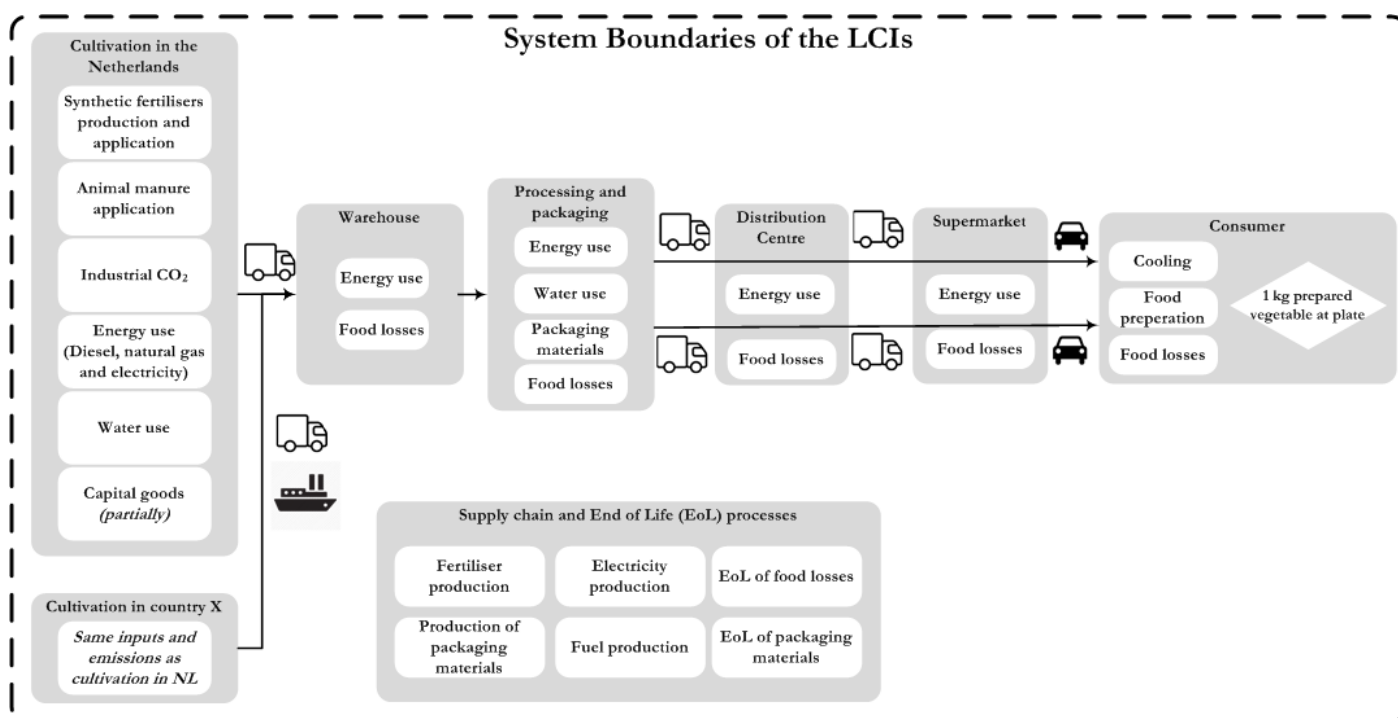 System Boundaries of the LCIs
Cultivation in the
Netherlands
Synthetic fertilisers
production and
application
Animal manure
application
Industrial CO₂
Energy use
(Diesel, natural gas
and electricity)
Water use
Capital goods
(partially)
Cultivation in country X
Same inputs and
emissions as
cultivation in NL
Warehouse
Energy use
Food losses
Processing and
packaging
Energy use
Water use
Packaging
materials
Food losses
Distribution
Centre
Energy use
Food losses
Supermarket
Energy use
Food losses
Consumer
Cooling
Food
preperation
Food losses
1 kg prepared
vegetable at plate
Supply chain and End of Life (EoL) processes
Fertiliser
production
Electricity
production
EoL of food losses
Production of
packaging
materials
Fuel production
EoL of packaging
materials